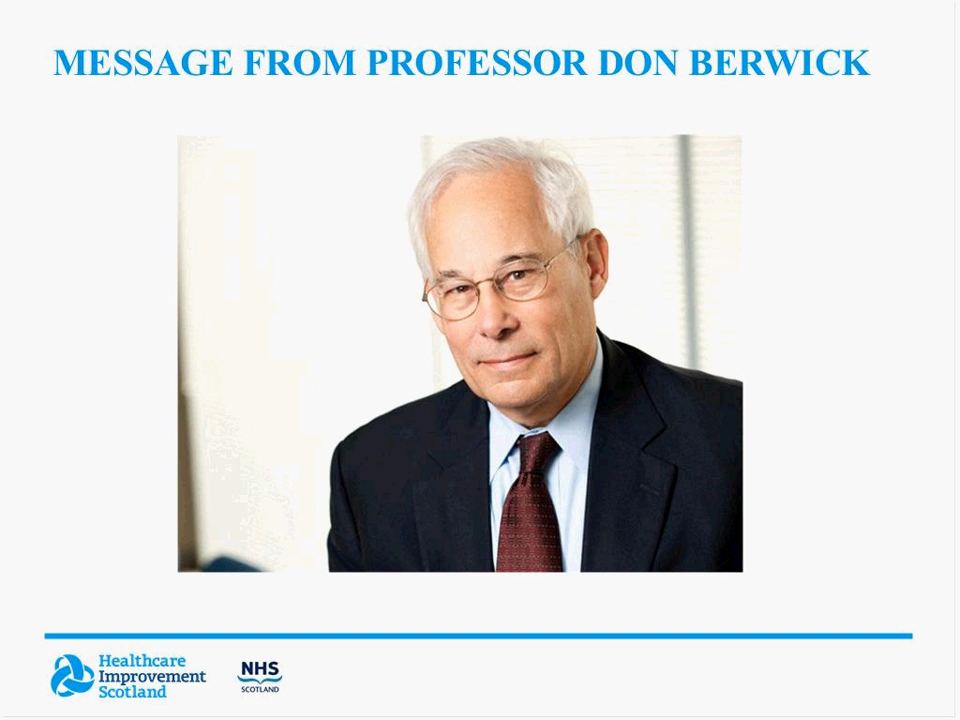 MESSAGE FROM PROFESSOR DON BERWICK
Healthcare
Improvement
Scotland
NHS
SCOTLAND